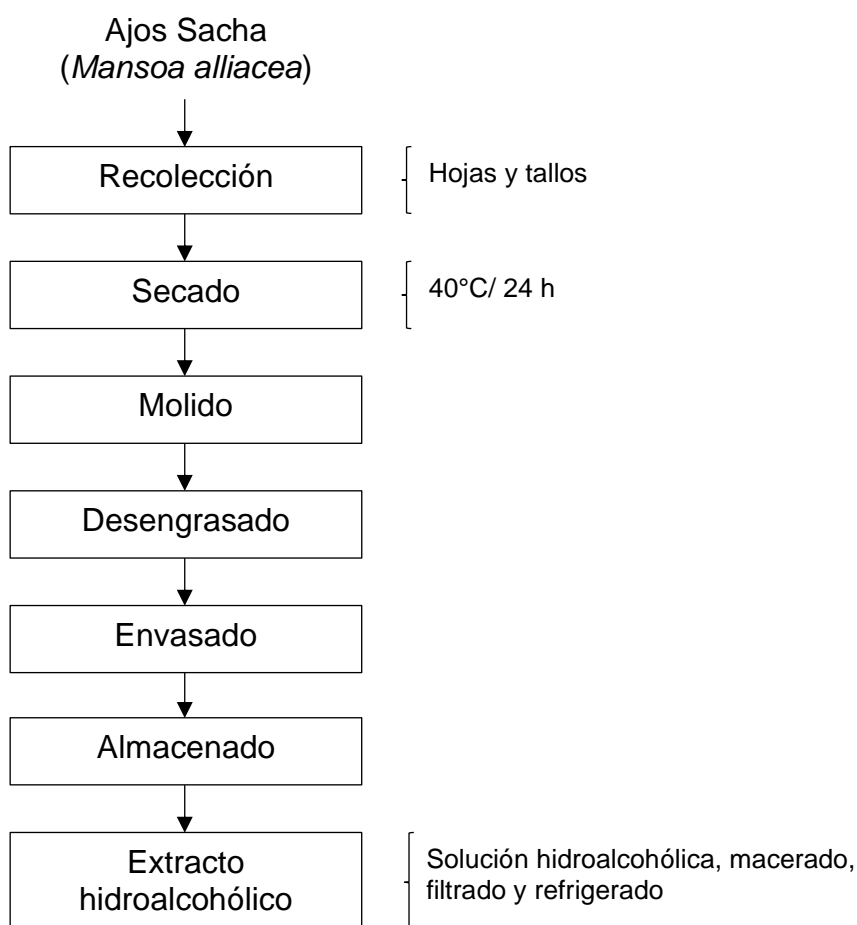 Ajos Sacha
(Mansoa alliacea)
Recolección
Hojas y tallos
Secado
40°C/ 24 h
Molido
Desengrasado
Envasado
Almacenado
Extracto
hidroalcohólico
Solución hidroalcohólica, macerado,
filtrado y refrigerado